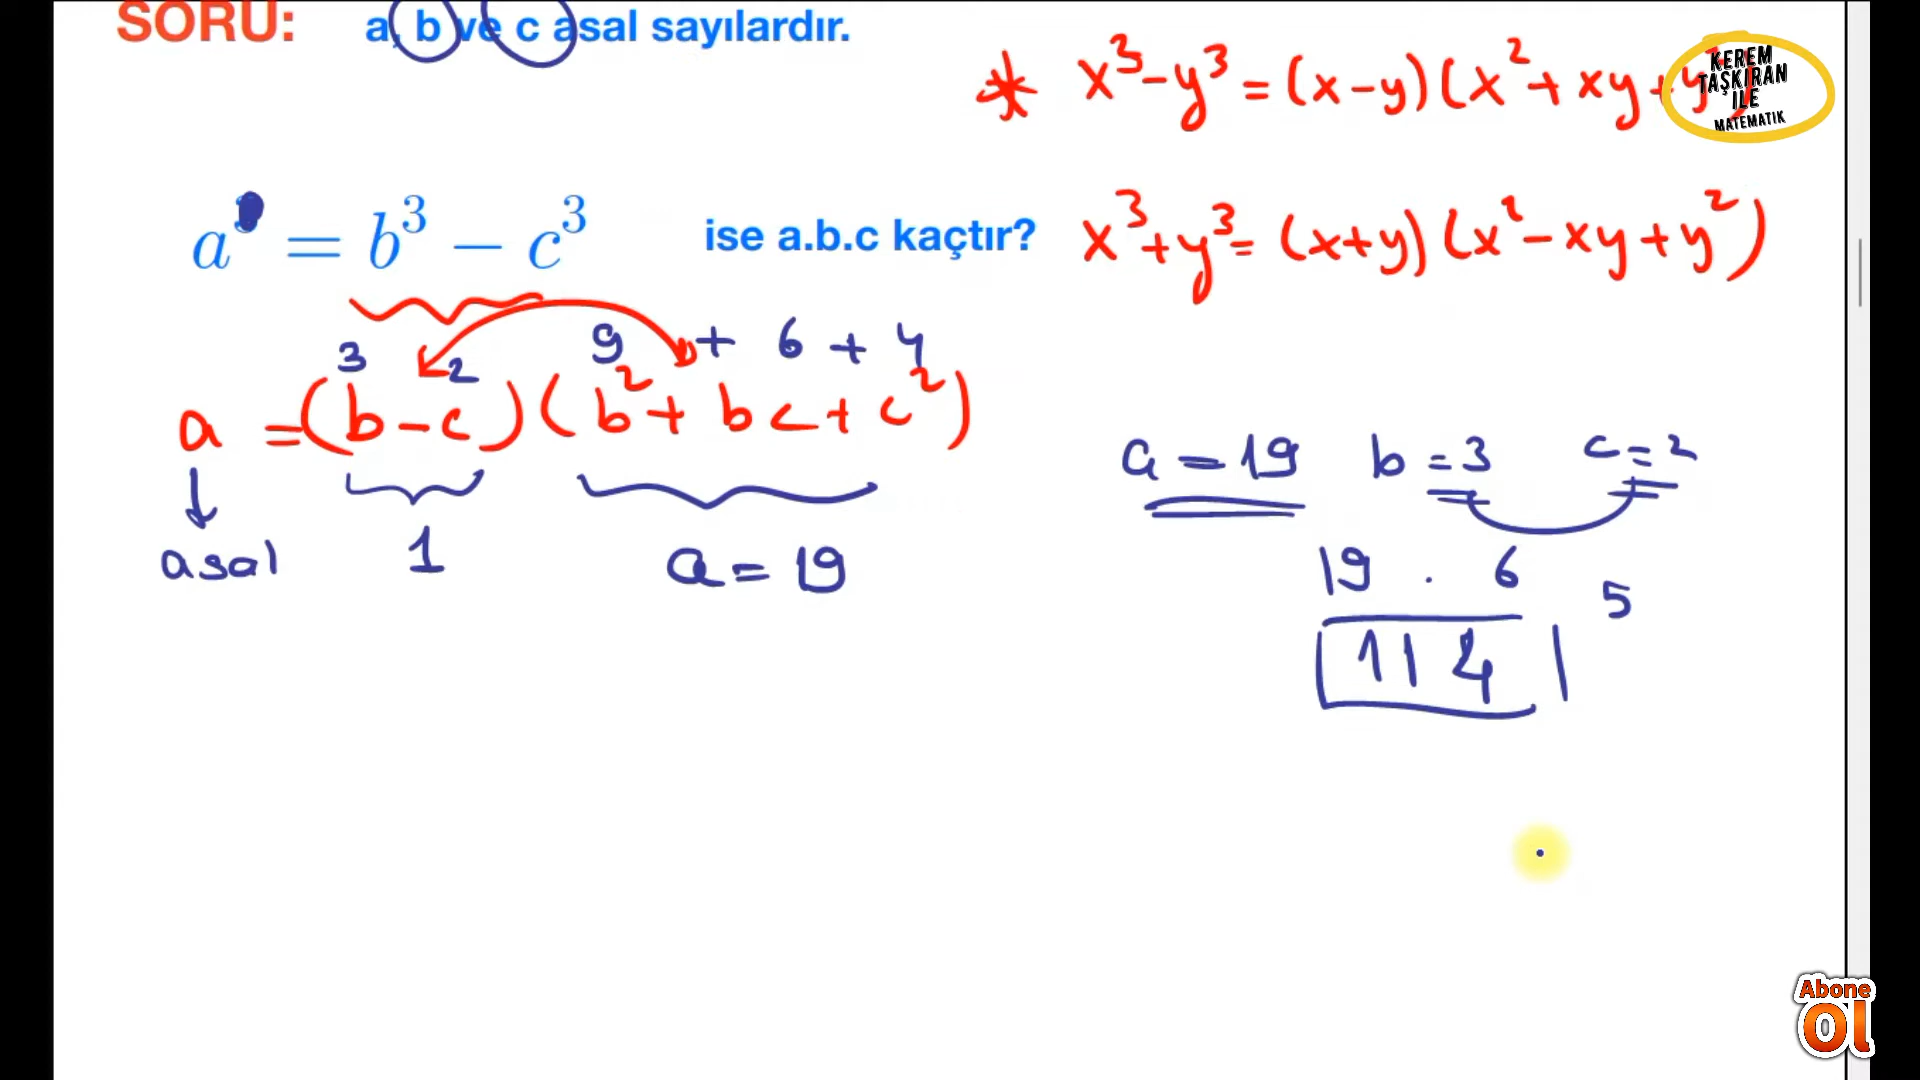 SORU: a, b ve c asal sayılardır.
* x³ - y³ = (x-y)(x² + xy + y²)
KEREM
TAŞKIRAN
İLE
MATEMATIK
a = b³ - c³ ise a.b.c kaçtır?
x³ + y³ = (x+y)(x² - xy + y²)
3 2 9 + 6 + 4
a = (b - c)(b² + bc + c²)
a = 19 b = 3 c = 2
asal 1 a = 19
19 . 6 5
114
Abone
Ol